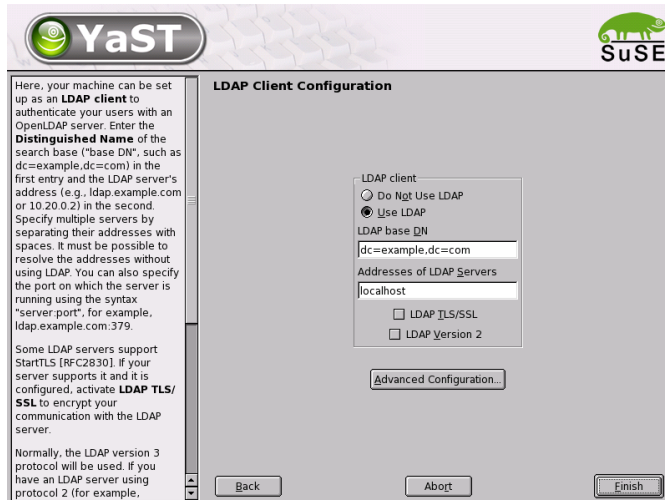 YaST
SuSE
Here, your machine can be set
up as an LDAP client to
authenticate your users with an
OpenLDAP server. Enter the
Distinguished Name of the
search base ("base DN", such as
dc=example,dc=com) in the
first entry and the LDAP server's
address (e.g., ldap.example.com
or 10.20.0.2) in the second.
Specify multiple servers by
separating their addresses with
spaces. It must be possible to
resolve the addresses without
using LDAP. You can also specify
the port on which the server is
running using the syntax
"server:port", for example,
ldap.example.com:379.
Some LDAP servers support
StartTLS [RFC2830]. If your
server supports it and it is
configured, activate LDAP TLS/
SSL to encrypt your
communication with the LDAP
server.
Normally, the LDAP version 3
protocol will be used. If you
have an LDAP server using
protocol 2 (for example,
LDAP Client Configuration
LDAP client
Do Not Use LDAP
Use LDAP
LDAP base DN
dc=example,dc=com
Addresses of LDAP Servers
localhost
LDAP TLS/SSL
LDAP Version 2
Advanced Configuration...
Back
Abort
Finish